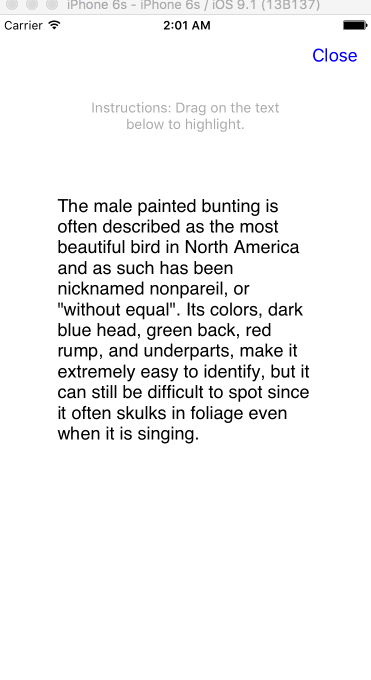 iPhone 6s - iPhone 6s / iOS 9.1 (13B137)
Carrier 2:01 AM
Close
Instructions: Drag on the text
below to highlight.
The male painted bunting is
often described as the most
beautiful bird in North America
and as such has been
nicknamed nonpareil, or
"without equal". Its colors, dark
blue head, green back, red
rump, and underparts, make it
extremely easy to identify, but it
can still be difficult to spot since
it often skulks in foliage even
when it is singing.